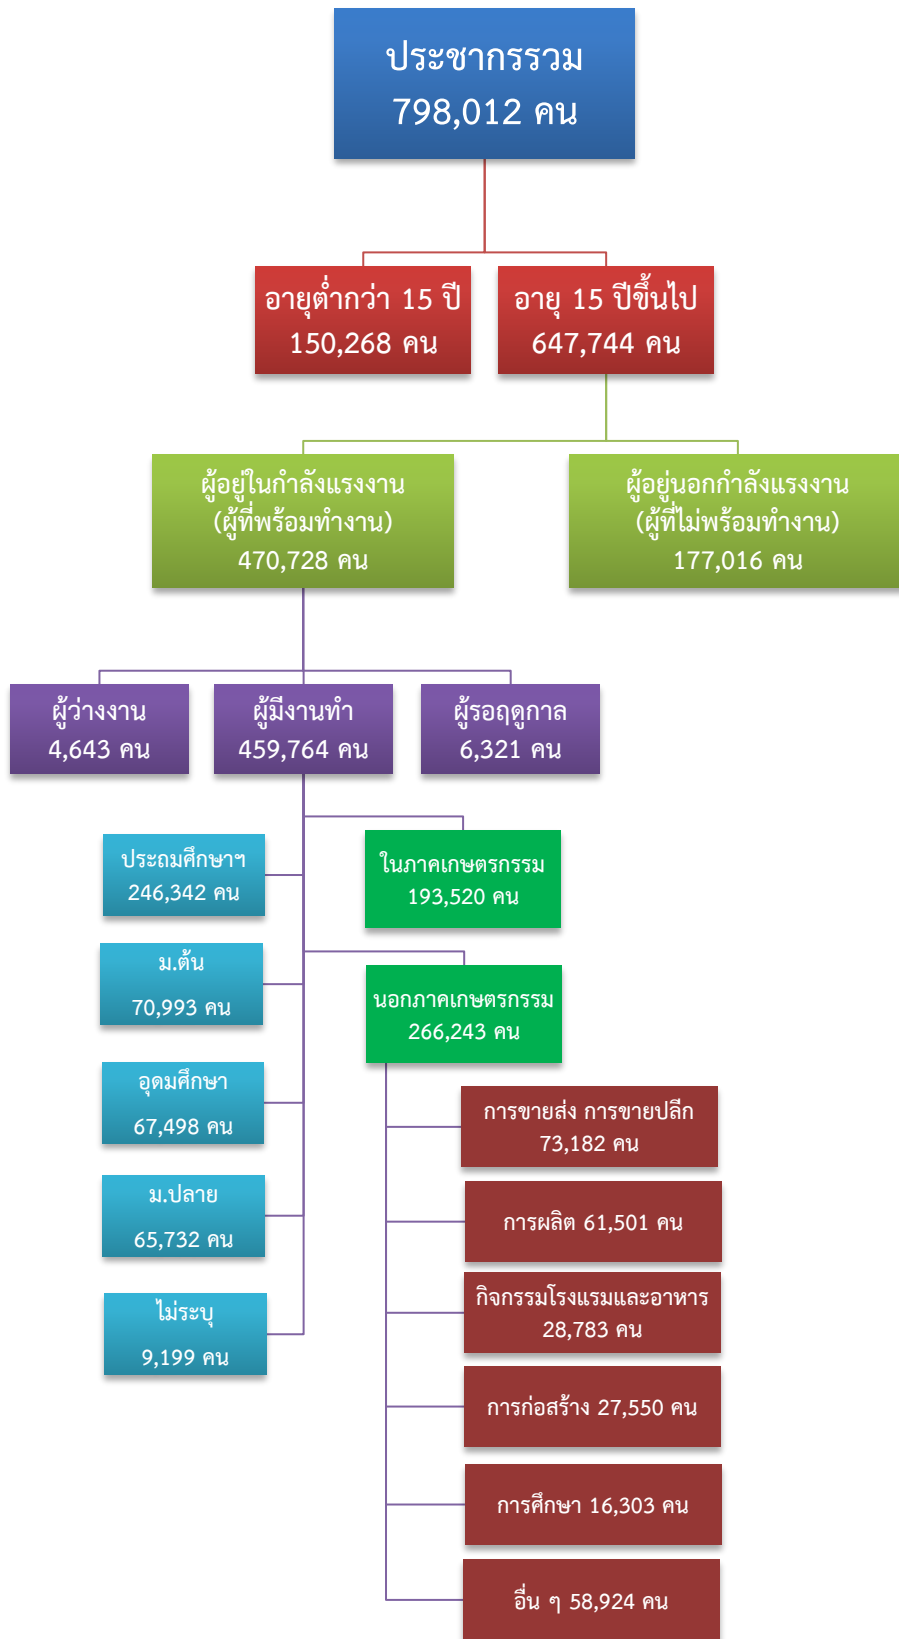 ประชากรรวม
798,012 คน
อายุต่ำกว่า 15 ปี
150,268 คน
อายุ 15 ปีขึ้นไป
647,744 คน
ผู้อยู่ในกำลังแรงงาน
(ผู้ที่พร้อมทำงาน)
470,728 คน
ผู้อยู่นอกกำลังแรงงาน
(ผู้ที่ไม่พร้อมทำงาน)
177,016 คน
ผู้ว่างงาน
4,643 คน
ผู้มีงานทำ
459,764 คน
ผู้รอฤดูกาล
6,321 คน
ประถมศึกษาฯ
246,342 คน
ม.ต้น
70,993 คน
อุดมศึกษา
67,498 คน
ม.ปลาย
65,732 คน
ไม่ระบุ
9,199 คน
ในภาคเกษตรกรรม
193,520 คน
นอกภาคเกษตรกรรม
266,243 คน
การขายส่ง การขายปลีก
73,182 คน
การผลิต 61,501 คน
กิจกรรมโรงแรมและอาหาร
28,783 คน
การก่อสร้าง 27,550 คน
การศึกษา 16,303 คน
อื่น ๆ 58,924 คน